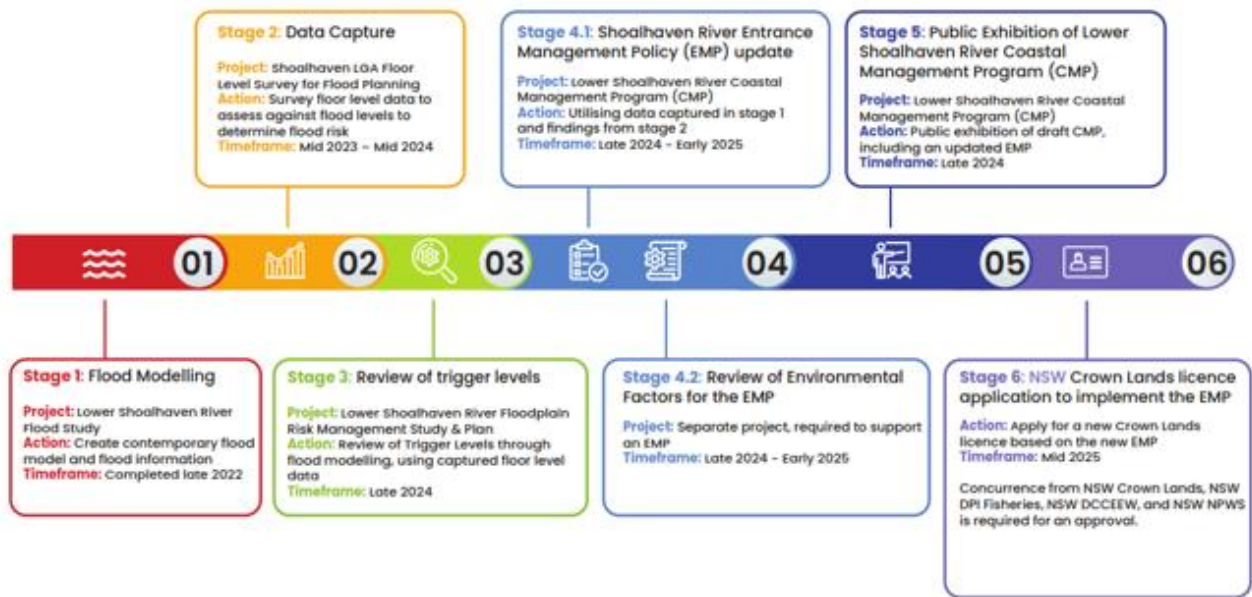 Stage 2: Data Capture
Project: Shoalhaven LGA Floor
Level Survey for Flood Planning
Action: Survey floor level data to
assess against flood levels to
determine flood risk
Timeframe: Mid 2023 – Mid 2024
Stage 4.1: Shoalhaven River Entrance
Management Policy (EMP) update
Project: Lower Shoalhaven River Coastal
Management Program (CMP)
Action: Utilising data captured in stage 1
and findings from stage 2
Timeframe: Late 2024 - Early 2025
Stage 5: Public Exhibition of Lower
Shoalhaven River Coastal
Management Program (CMP)
Project: Lower Shoalhaven River Coastal
Management Program (CMP)
Action: Public exhibition of draft CMP,
including an updated EMP
Timeframe: Late 2024
01
02
03
04
05
06
Stage 1: Flood Modelling
Project: Lower Shoalhaven River
Flood Study
Action: Create contemporary flood
model and flood information
Timeframe: Completed late 2022
Stage 3: Review of trigger levels
Project: Lower Shoalhaven River Floodplain
Risk Management Study & Plan
Action: Review of Trigger Levels through
flood modelling, using captured floor level
data
Timeframe: Late 2024
Stage 4.2: Review of Environmental
Factors for the EMP
Project: Separate project, required to support
an EMP
Timeframe: Late 2024 - Early 2025
Stage 6: NSW Crown Lands licence
application to implement the EMP
Action: Apply for a new Crown Lands
licence based on the new EMP
Timeframe: Mid 2025
Concurrence from NSW Crown Lands, NSW
DPI Fisheries, NSW DCCEEW, and NSW NPWS
is required for an approval.